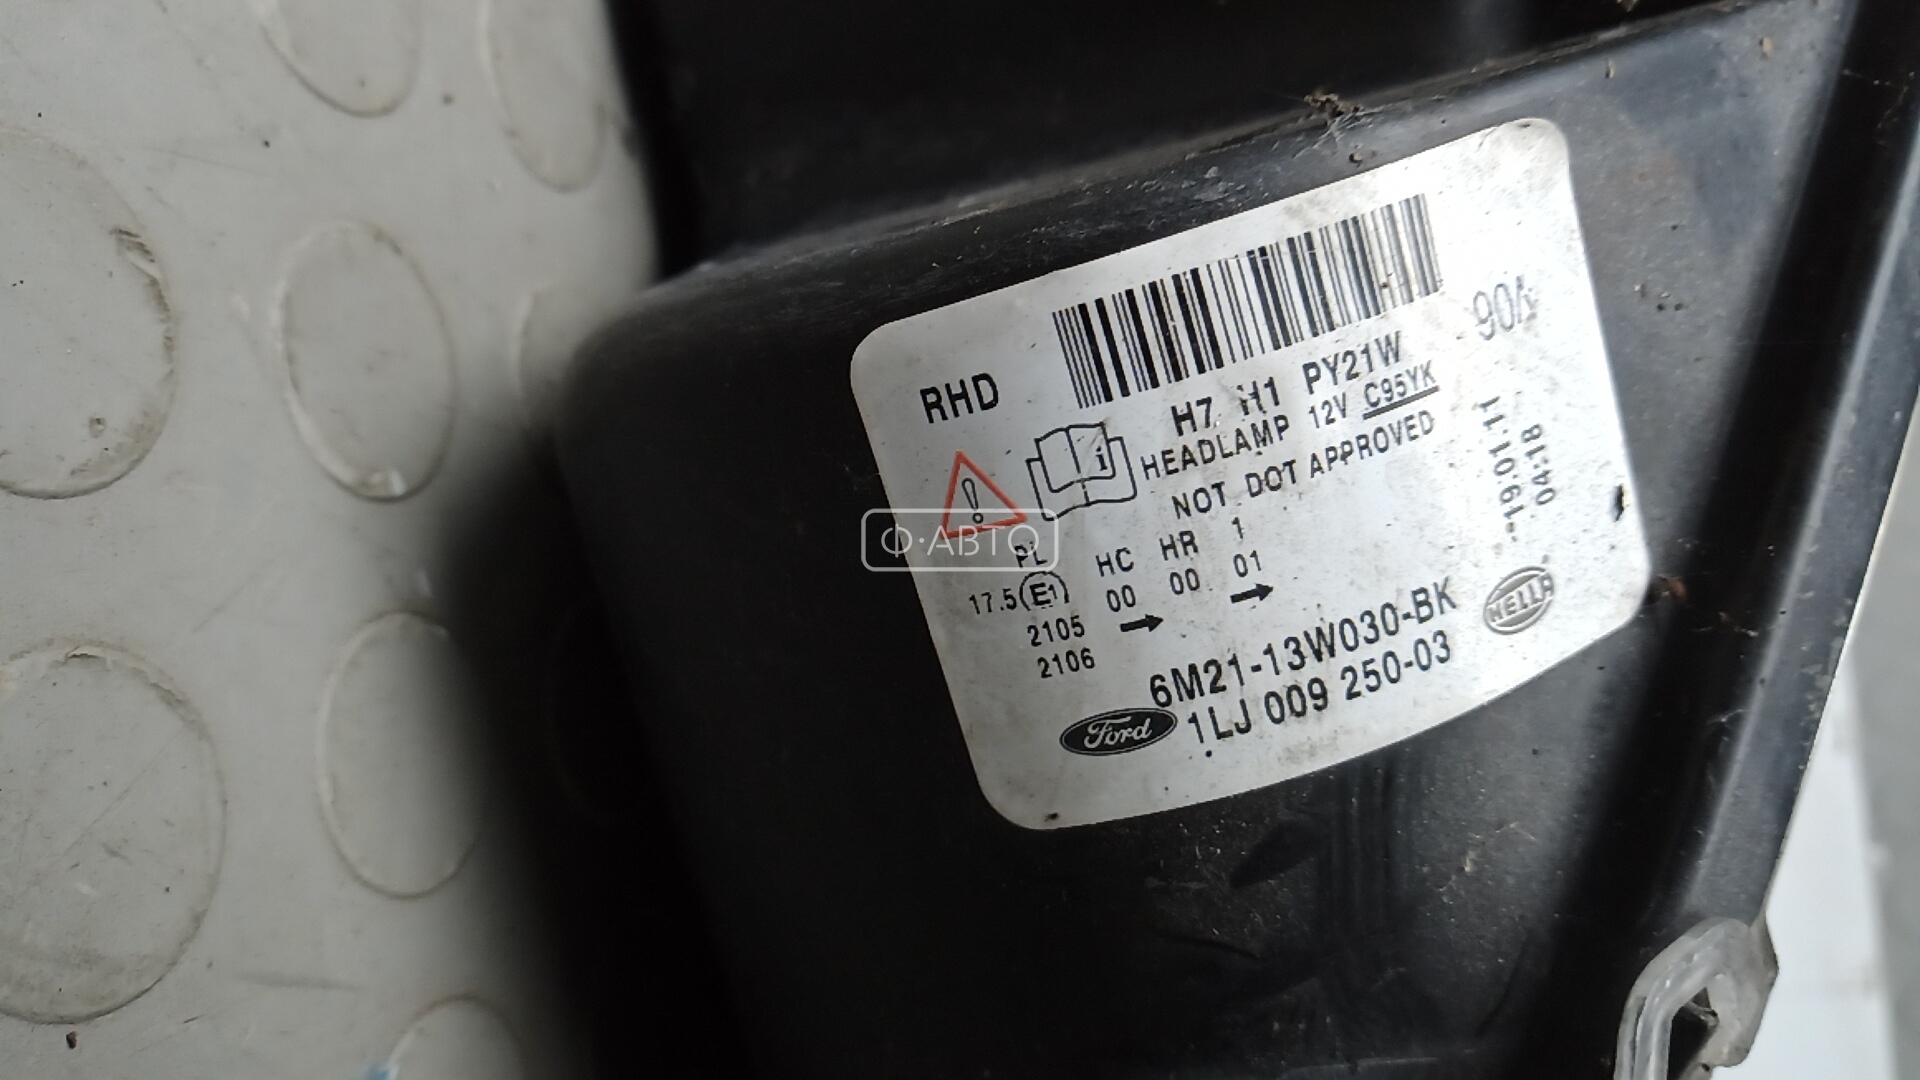 RHD
H7 H1 PY21W
HEADLAMP 12V C95YK
NOT DOT APPROVED
PL HC HR 1
17.5 E1 00 00 01
2105
2106
6M21-13W030-BK
Ford 1LJ 009 250-03
-19:01:11
04:18
HELLA
Ф·АВТО